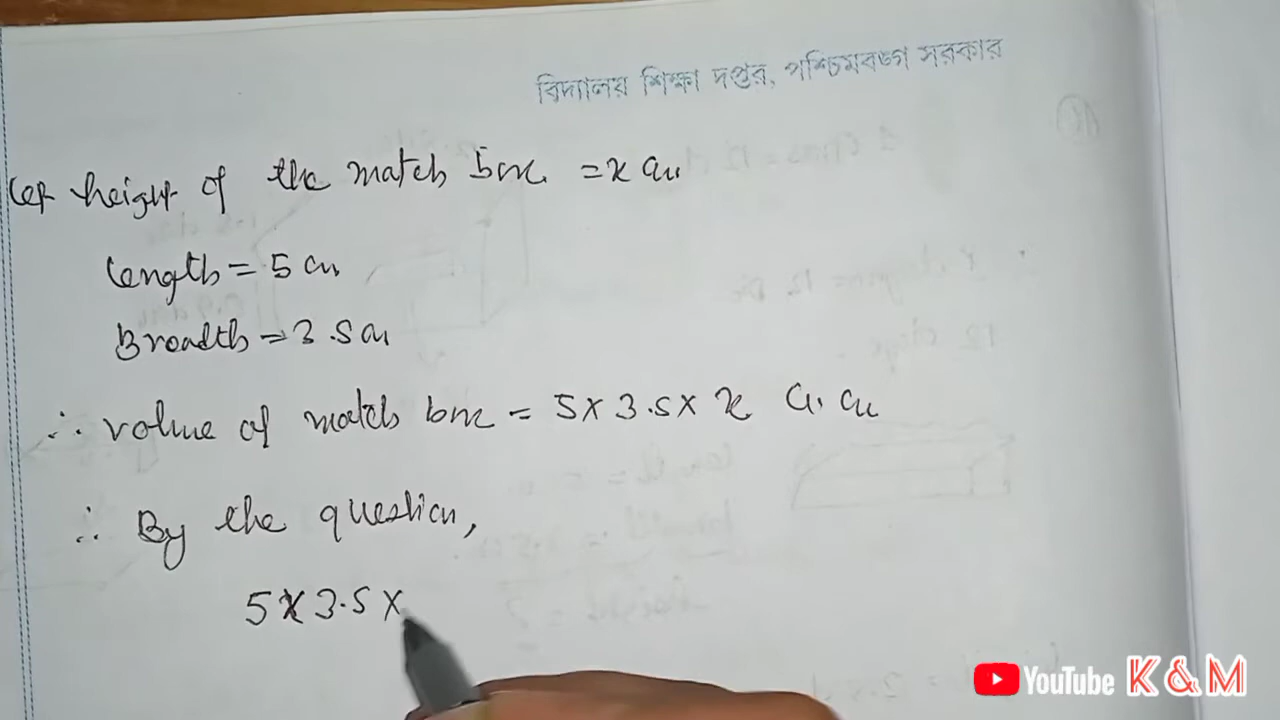 বিদ্যালয় শিক্ষা দপ্তর, পশ্চিমবঙ্গ সরকার
Let height of the match box = x cm
Length = 5 cm
Breadth = 3.5 cm
∴ volume of match box = 5 x 3.5 x x cu. cm
∴ By the question,
5 x 3.5 x
YouTube K & M